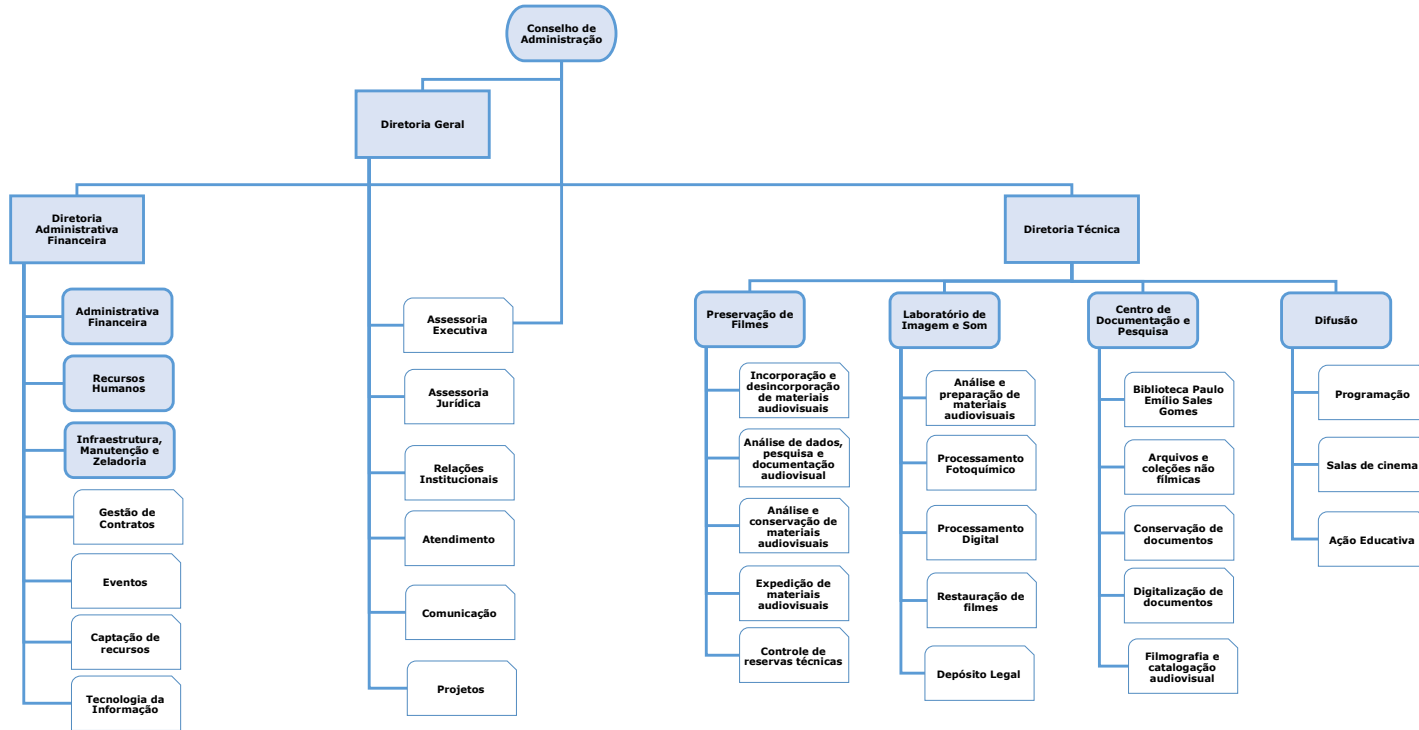 Conselho de
Administração
Diretoria Geral
Diretoria
Administrativa
Financeira
Diretoria Técnica
Administrativa
Financeira
Recursos
Humanos
Infraestrutura,
Manutenção e
Zeladoria
Gestão de
Contratos
Eventos
Captação de
recursos
Tecnologia da
Informação
Assessoria
Executiva
Assessoria
Jurídica
Relações
Institucionais
Atendimento
Comunicação
Projetos
Preservação de
Filmes
Incorporação e
desincorporação
de materiais
audiovisuais
Análise de dados,
pesquisa e
documentação
audiovisual
Análise e
conservação de
materiais
audiovisuais
Expedição de
materiais
audiovisuais
Controle de
reservas técnicas
Laboratório de
Imagem e Som
Análise e
preparação de
materiais
audiovisuais
Processamento
Fotoquímico
Processamento
Digital
Restauração de
filmes
Depósito Legal
Centro de
Documentação e
Pesquisa
Biblioteca Paulo
Emílio Sales
Gomes
Arquivos e
coleções não
fílmicas
Conservação de
documentos
Digitalização de
documentos
Filmografia e
catalogação
audiovisual
Difusão
Programação
Salas de cinema
Ação Educativa